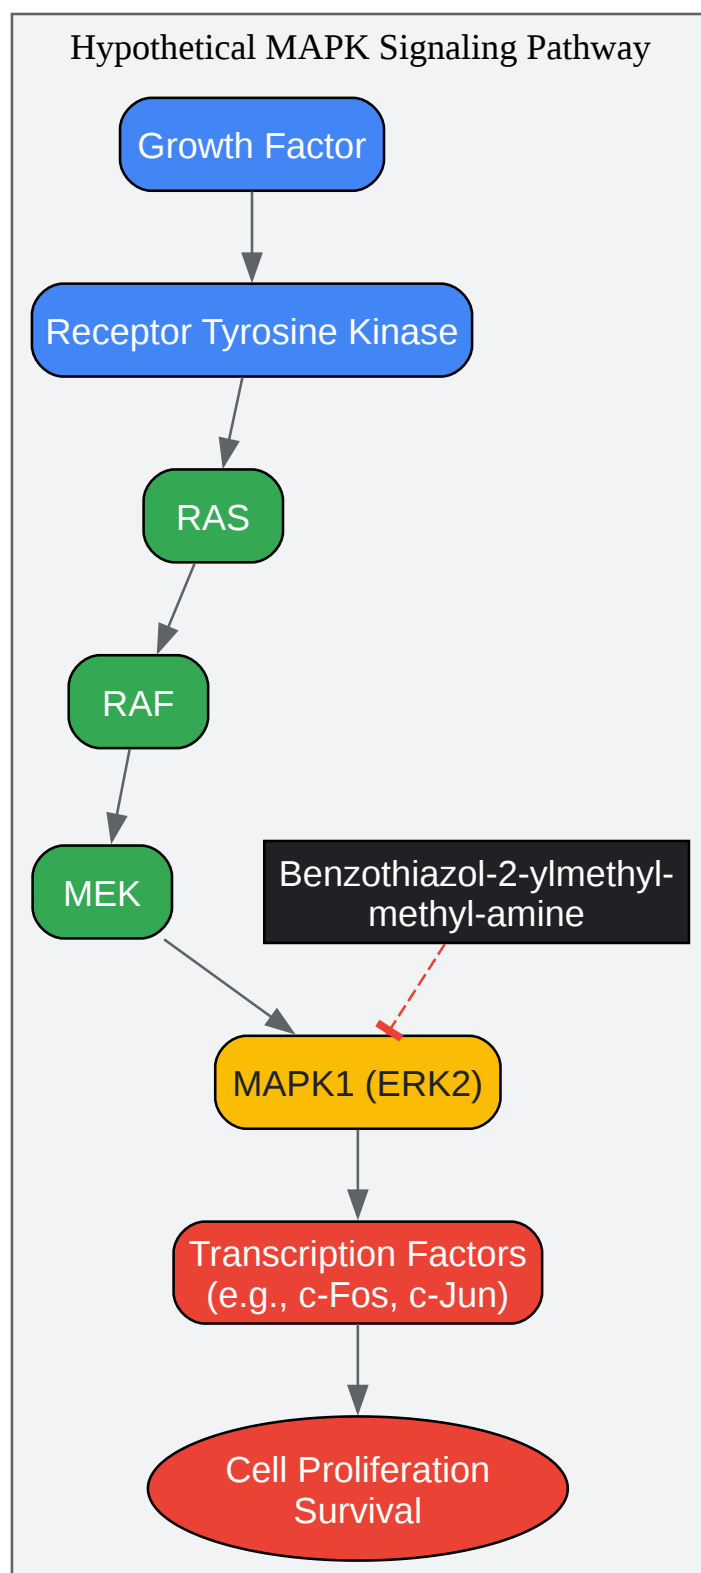 Hypothetical MAPK Signaling Pathway
Growth Factor
Receptor Tyrosine Kinase
RAS
RAF
MEK
Benzothiazol-2-ylmethyl-
methyl-amine
MAPK1 (ERK2)
Transcription Factors
(e.g., c-Fos, c-Jun)
Cell Proliferation
Survival